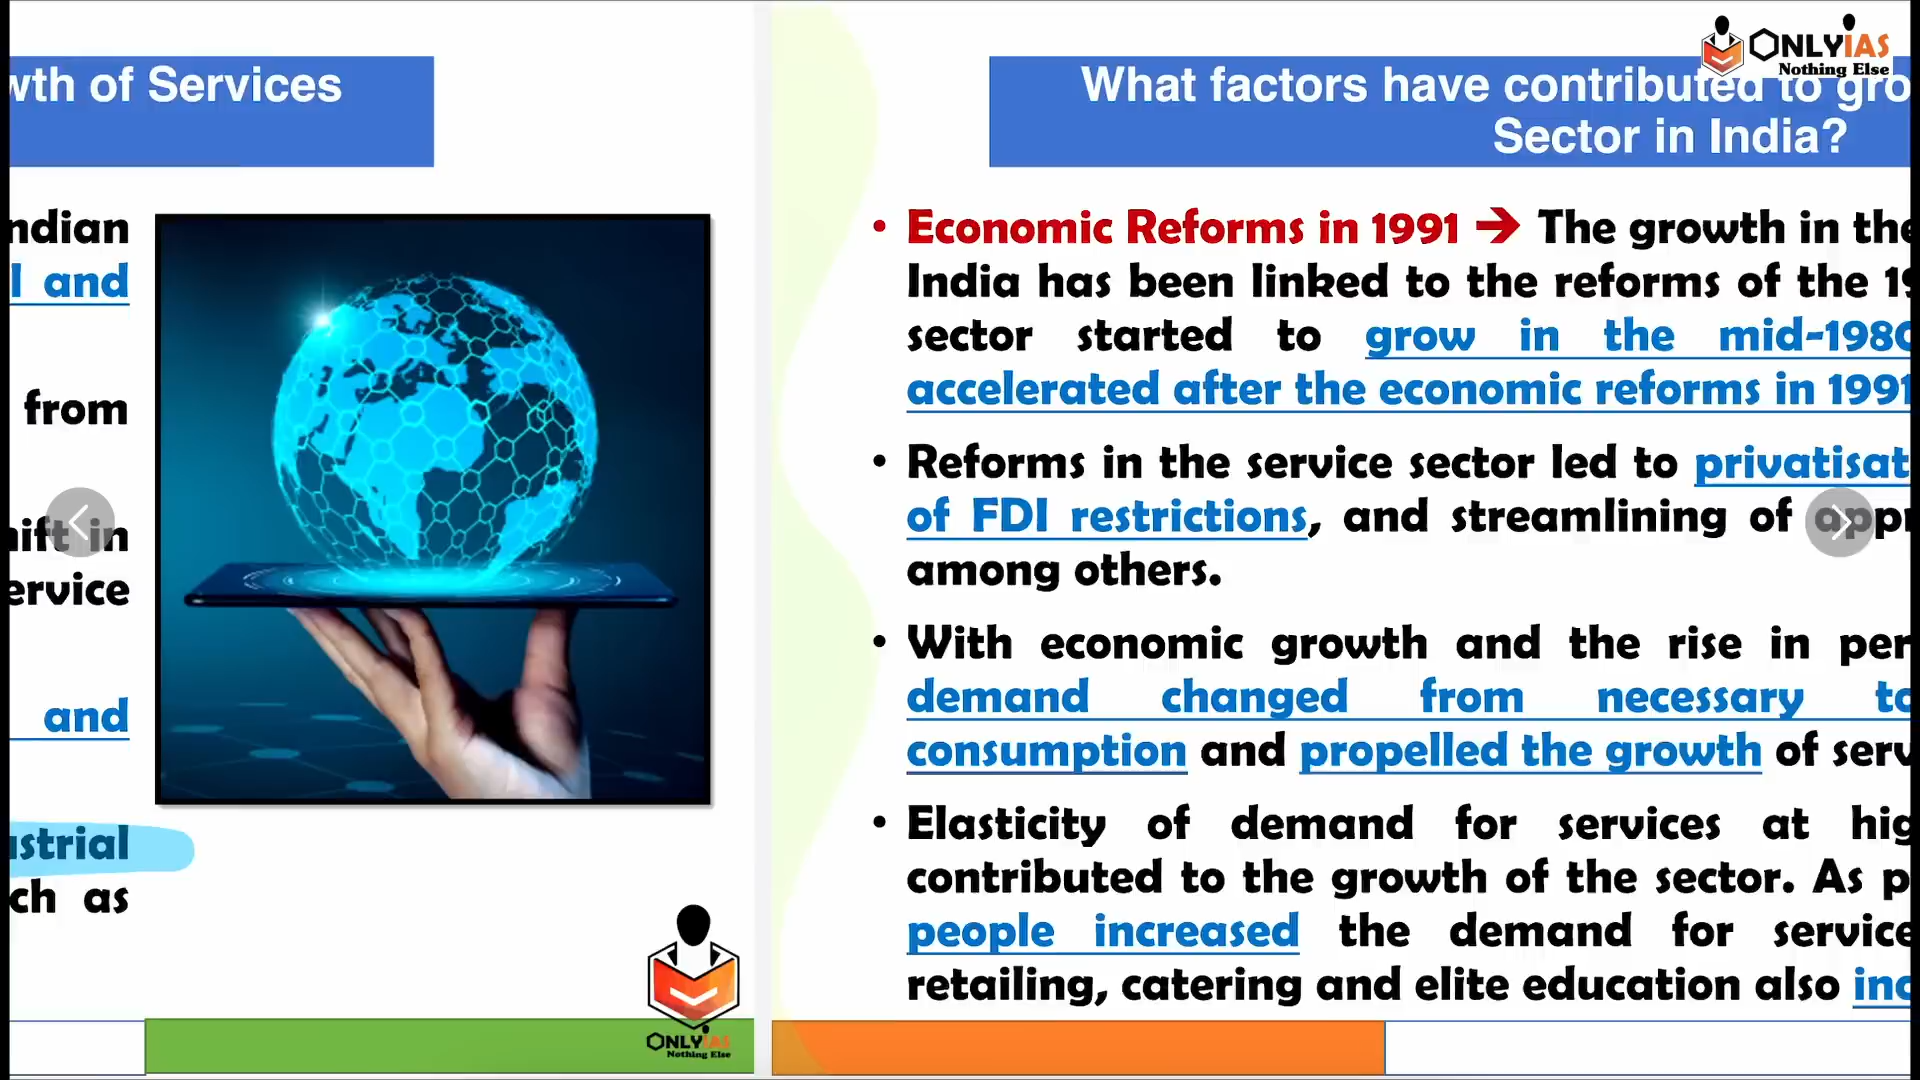 wth of Services
ndian
l and
from
hift in
ervice
and
ustrial
ch as
ONLYIAS
Nothing Else
ONLYIAS
Nothing Else
What factors have contributed to gro
Sector in India?
• Economic Reforms in 1991 ➔ The growth in the
India has been linked to the reforms of the 19
sector started to grow in the mid-1980
accelerated after the economic reforms in 1991
• Reforms in the service sector led to privatisat
of FDI restrictions, and streamlining of appr
among others.
• With economic growth and the rise in per
demand changed from necessary to
consumption and propelled the growth of serv
• Elasticity of demand for services at hig
contributed to the growth of the sector. As p
people increased the demand for service
retailing, catering and elite education also inc